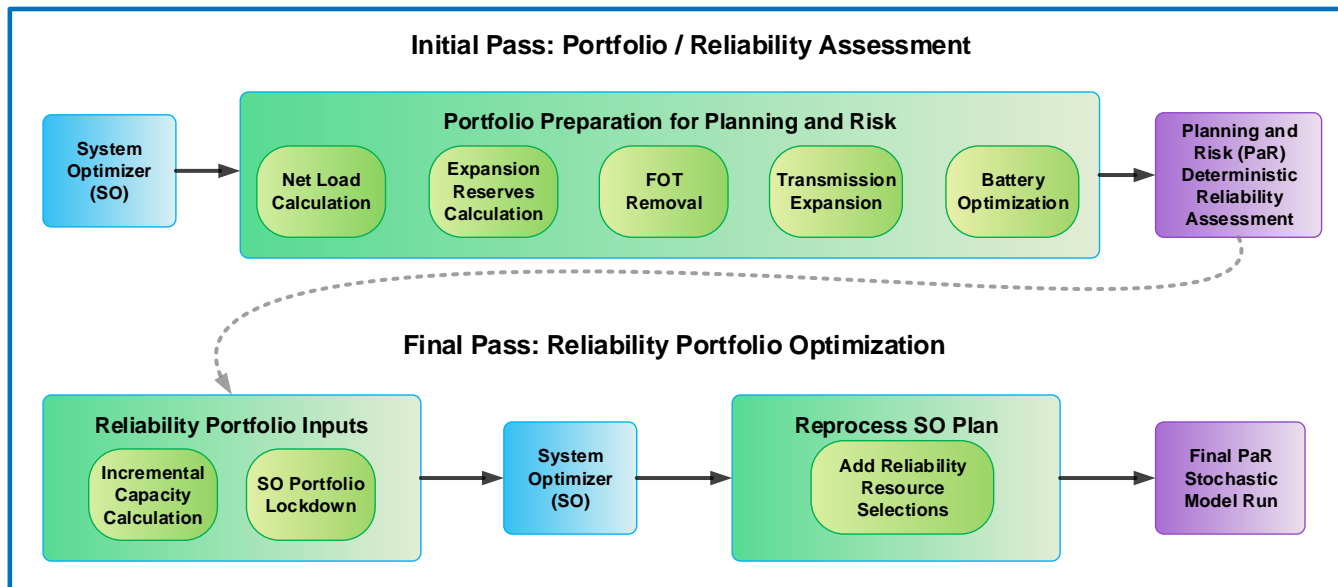 Initial Pass: Portfolio / Reliability Assessment
System
Optimizer
(SO)
Portfolio Preparation for Planning and Risk
Net Load
Calculation
Expansion
Reserves
Calculation
FOT
Removal
Transmission
Expansion
Battery
Optimization
Planning and
Risk (PaR)
Deterministic
Reliability
Assessment
Final Pass: Reliability Portfolio Optimization
Reliability Portfolio Inputs
Incremental
Capacity
Calculation
SO Portfolio
Lockdown
System
Optimizer
(SO)
Reprocess SO Plan
Add Reliability
Resource
Selections
Final PaR
Stochastic
Model Run